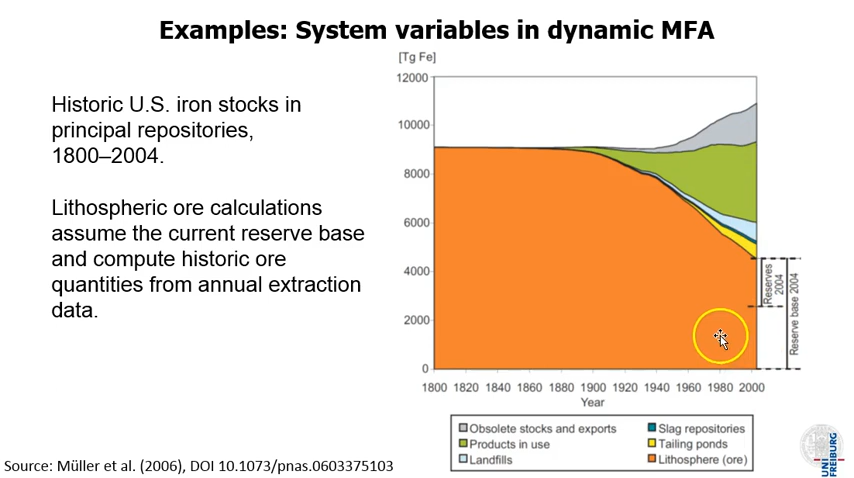 Examples: System variables in dynamic MFA
Historic U.S. iron stocks in
principal repositories,
1800–2004.
Lithospheric ore calculations
assume the current reserve base
and compute historic ore
quantities from annual extraction
data.
[Tg Fe]
12000
10000
8000
6000
4000
2000
0
1800 1820 1840 1860 1880 1900 1920 1940 1960 1980 2000
Year
Reserves
2004
Reserve base 2004
Obsolete stocks and exports
Products in use
Landfills
Slag repositories
Tailing ponds
Lithosphere (ore)
Source: Müller et al. (2006), DOI 10.1073/pnas.0603375103
UNI
FREIBURG